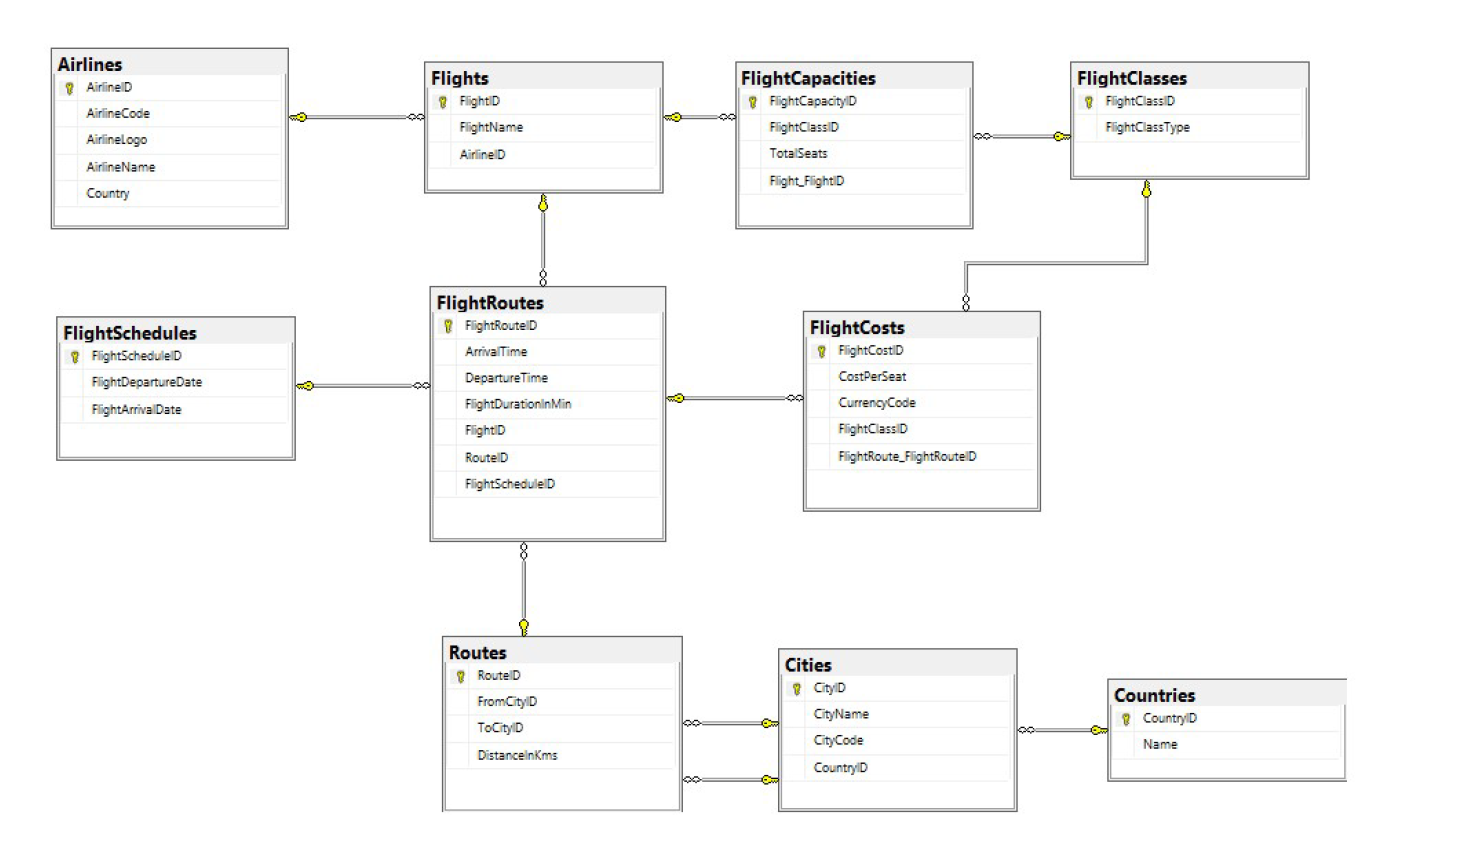 Airlines
AirlineID
AirlineCode
AirlineLogo
AirlineName
Country
Flights
FlightID
FlightName
AirlineID
FlightCapacities
FlightCapacityID
FlightClassID
TotalSeats
Flight_FlightID
FlightClasses
FlightClassID
FlightClassType
FlightSchedules
FlightScheduleID
FlightDepartureDate
FlightArrivalDate
FlightRoutes
FlightRouteID
ArrivalTime
DepartureTime
FlightDurationInMin
FlightID
RouteID
FlightScheduleID
FlightCosts
FlightCostID
CostPerSeat
CurrencyCode
FlightClassID
FlightRoute_FlightRouteID
Routes
RouteID
FromCityID
ToCityID
DistanceInKms
Cities
CityID
CityName
CityCode
CountryID
Countries
CountryID
Name